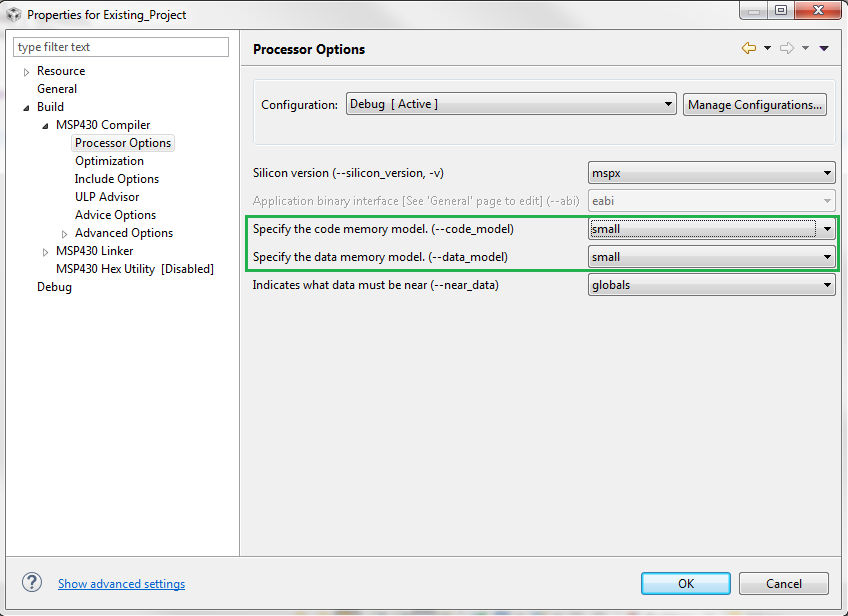 Properties for Existing_Project
type filter text
Resource
General
Build
MSP430 Compiler
Processor Options
Optimization
Include Options
ULP Advisor
Advice Options
Advanced Options
MSP430 Linker
MSP430 Hex Utility [Disabled]
Debug
Processor Options
Configuration: Debug [ Active ] Manage Configurations...
Silicon version (--silicon_version, -v) mspx
Application binary interface [See 'General' page to edit] (--abi) eabi
Specify the code memory model. (--code_model) small
Specify the data memory model. (--data_model) small
Indicates what data must be near (--near_data) globals
? Show advanced settings OK Cancel